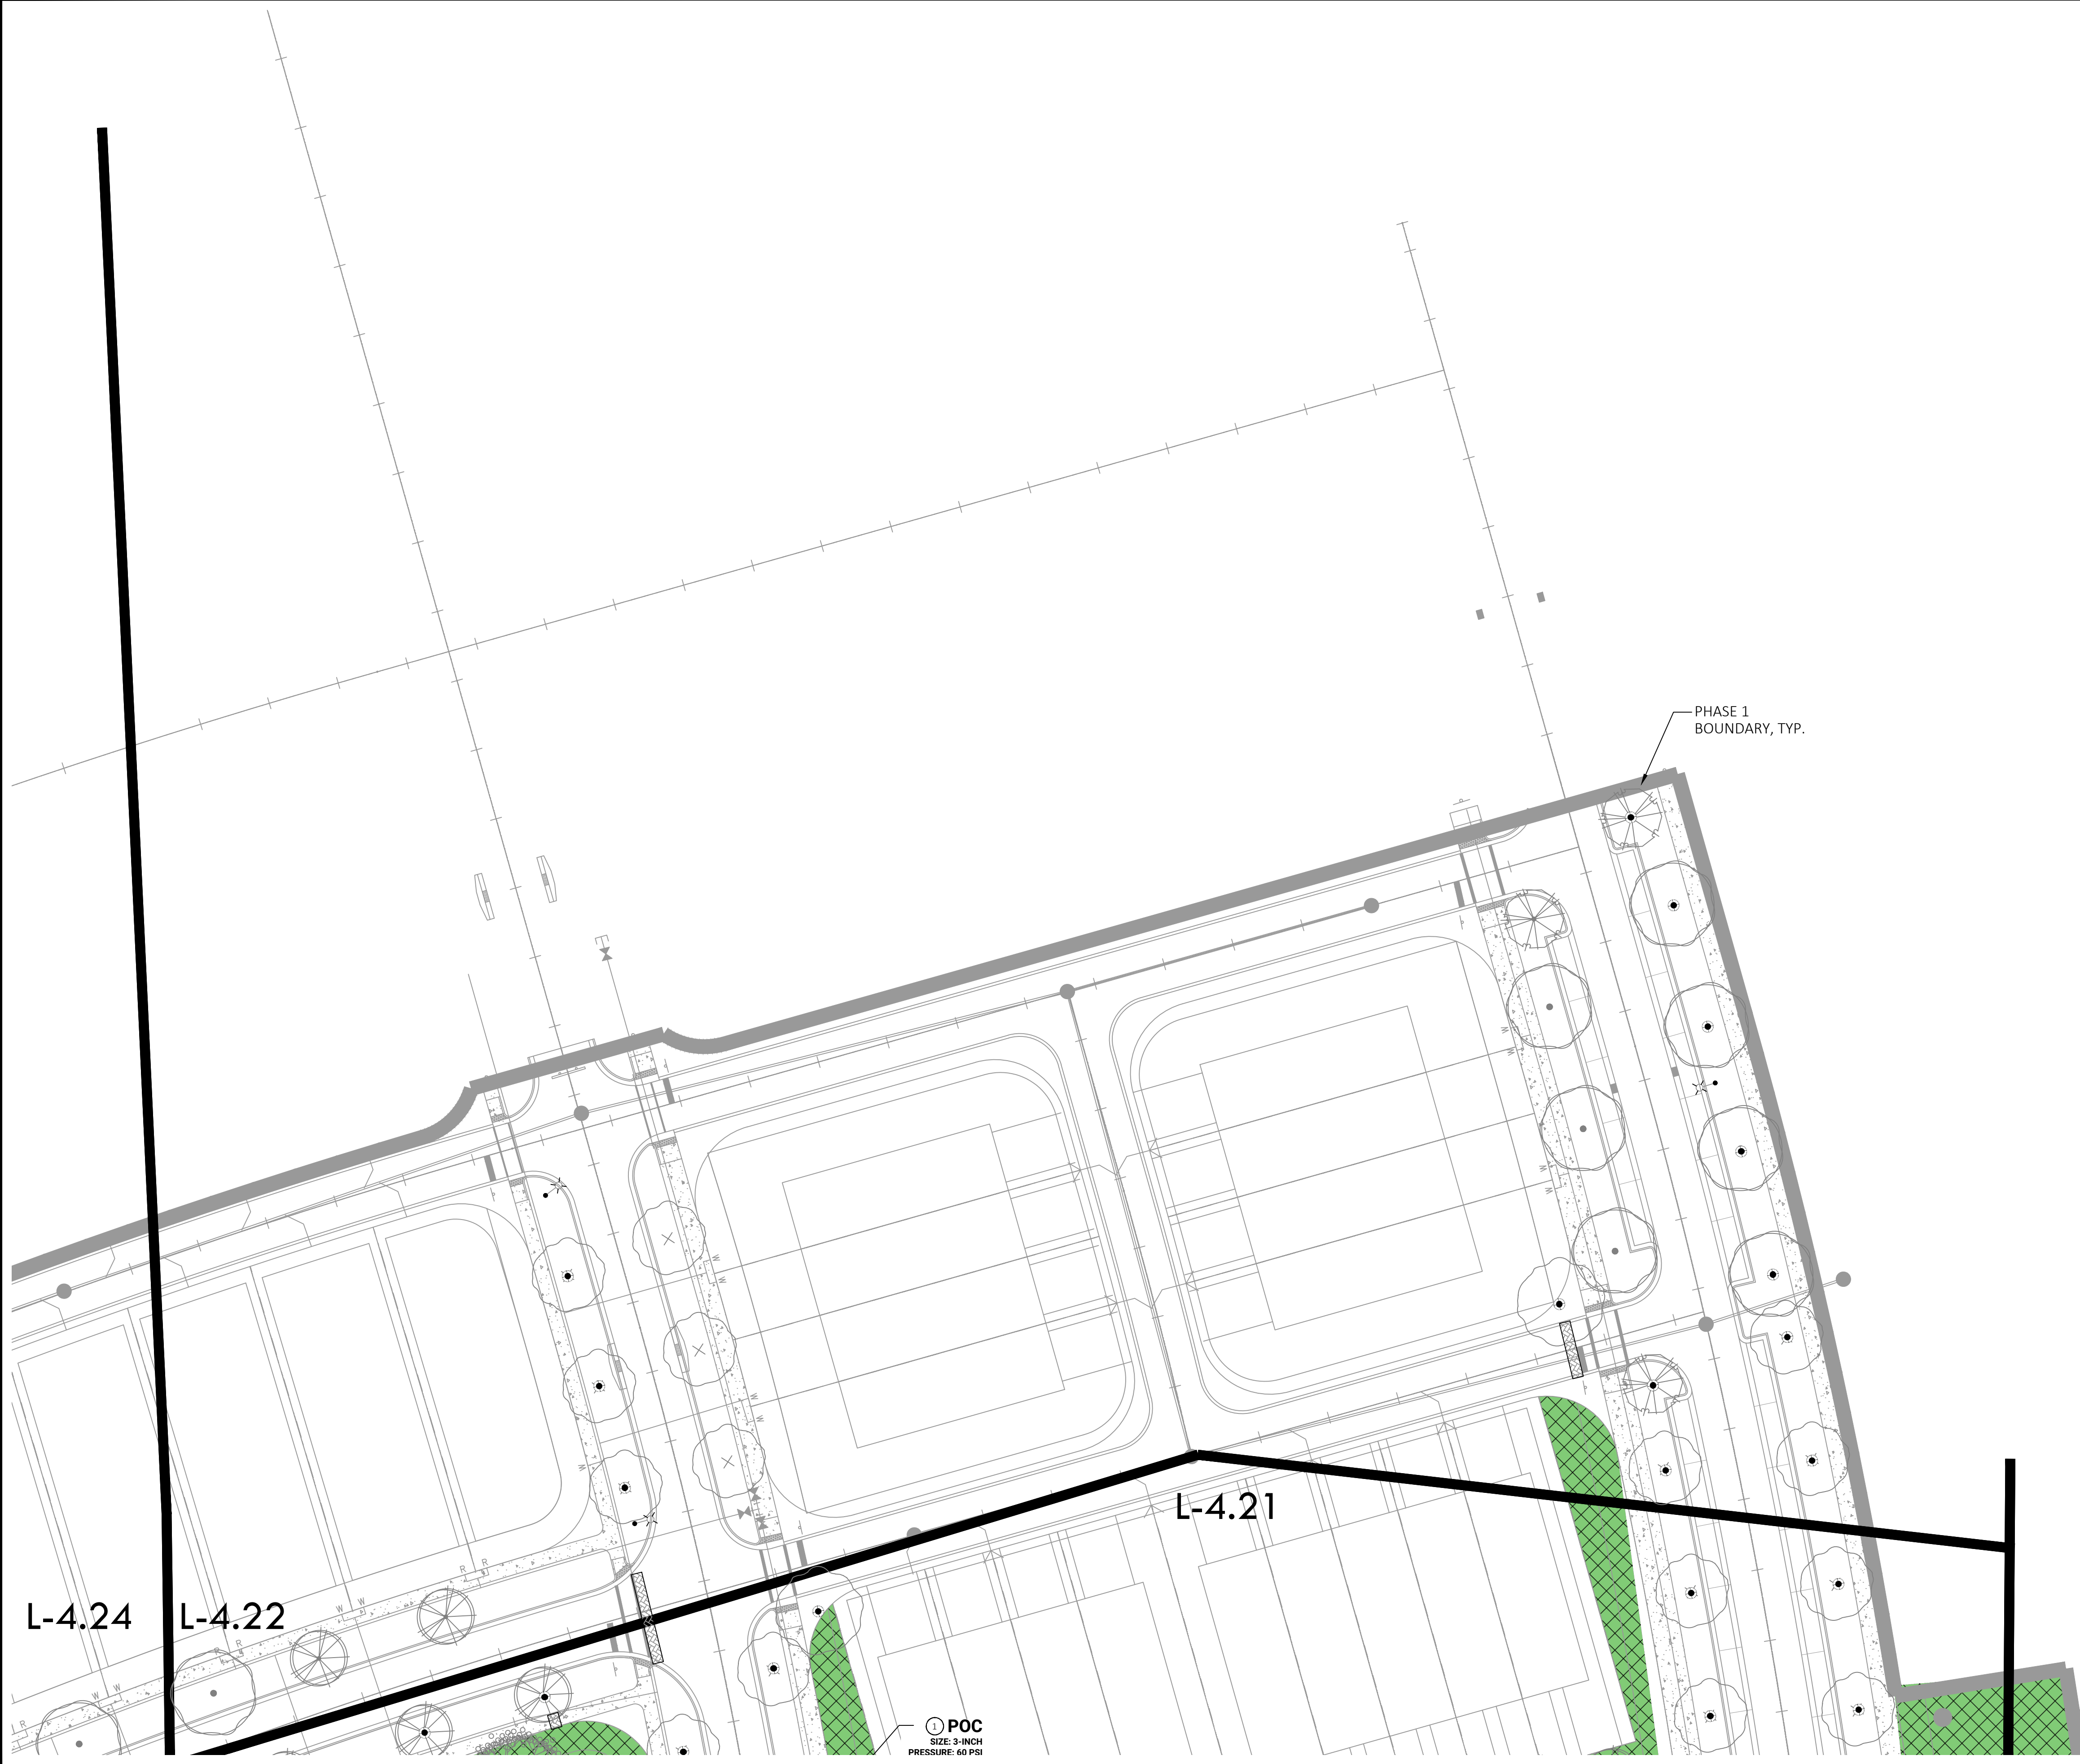 PHASE 1
BOUNDARY, TYP.
L-4.21
L-4.24
L-4.22
1 POC
SIZE: 3-INCH
PRESSURE: 60 PSI
W
W
W
W
W
W
W
W
W
R
R
W
W
R
R
W
W
R